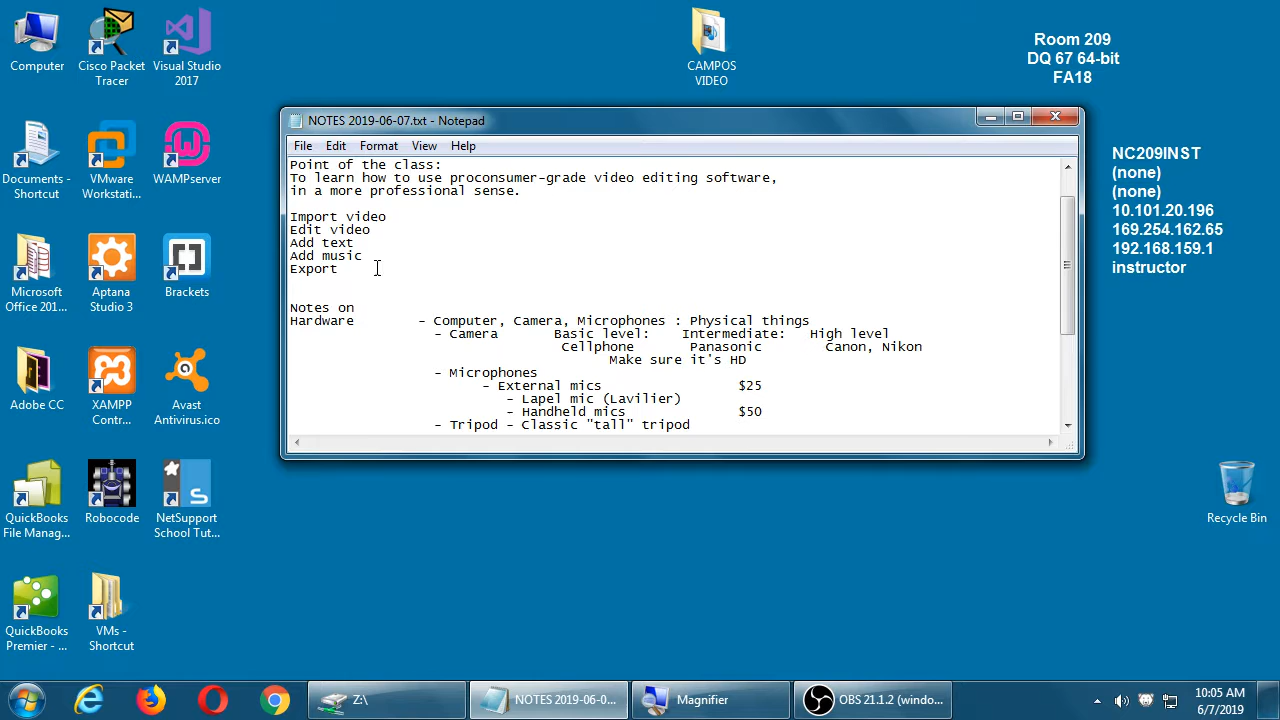 Computer
Cisco Packet
Tracer
Visual Studio
2017
CAMPOS
VIDEO
Room 209
DQ 67 64-bit
FA18
Documents -
Shortcut
VMware
Workstati...
WAMPserver
NC209INST
(none)
(none)
10.101.20.196
169.254.162.65
192.168.159.1
instructor
Microsoft
Office 201...
Aptana
Studio 3
Brackets
Adobe CC
XAMPP
Contr...
Avast
Antivirus.ico
QuickBooks
File Manag...
Robocode
NetSupport
School Tut...
QuickBooks
Premier - ...
VMs -
Shortcut
Recycle Bin
NOTES 2019-06-07.txt - Notepad
File Edit Format View Help
Point of the class:
To learn how to use proconsumer-grade video editing software,
in a more professional sense.
Import video
Edit video
Add text
Add music
Export
Notes on
Hardware - Computer, Camera, Microphones : Physical things
- Camera Basic level: Intermediate: High level
Cellphone Panasonic Canon, Nikon
Make sure it's HD
- Microphones
- External mics $25
- Lapel mic (Lavilier)
- Handheld mics $50
- Tripod - Classic "tall" tripod
Z:\
NOTES 2019-06-0...
Magnifier
OBS 21.1.2 (windo...
10:05 AM
6/7/2019